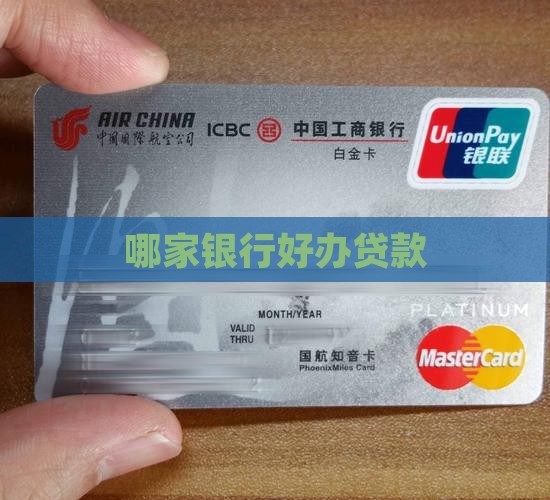 AIR CHINA
中国国际航空公司
ICBC 中国工商银行
白金卡
UnionPay
银联
哪家银行好办贷款
PLATINUM
MONTH/YEAR
VALID
THRU
国航知音卡
PhoenixMiles Card
MasterCard